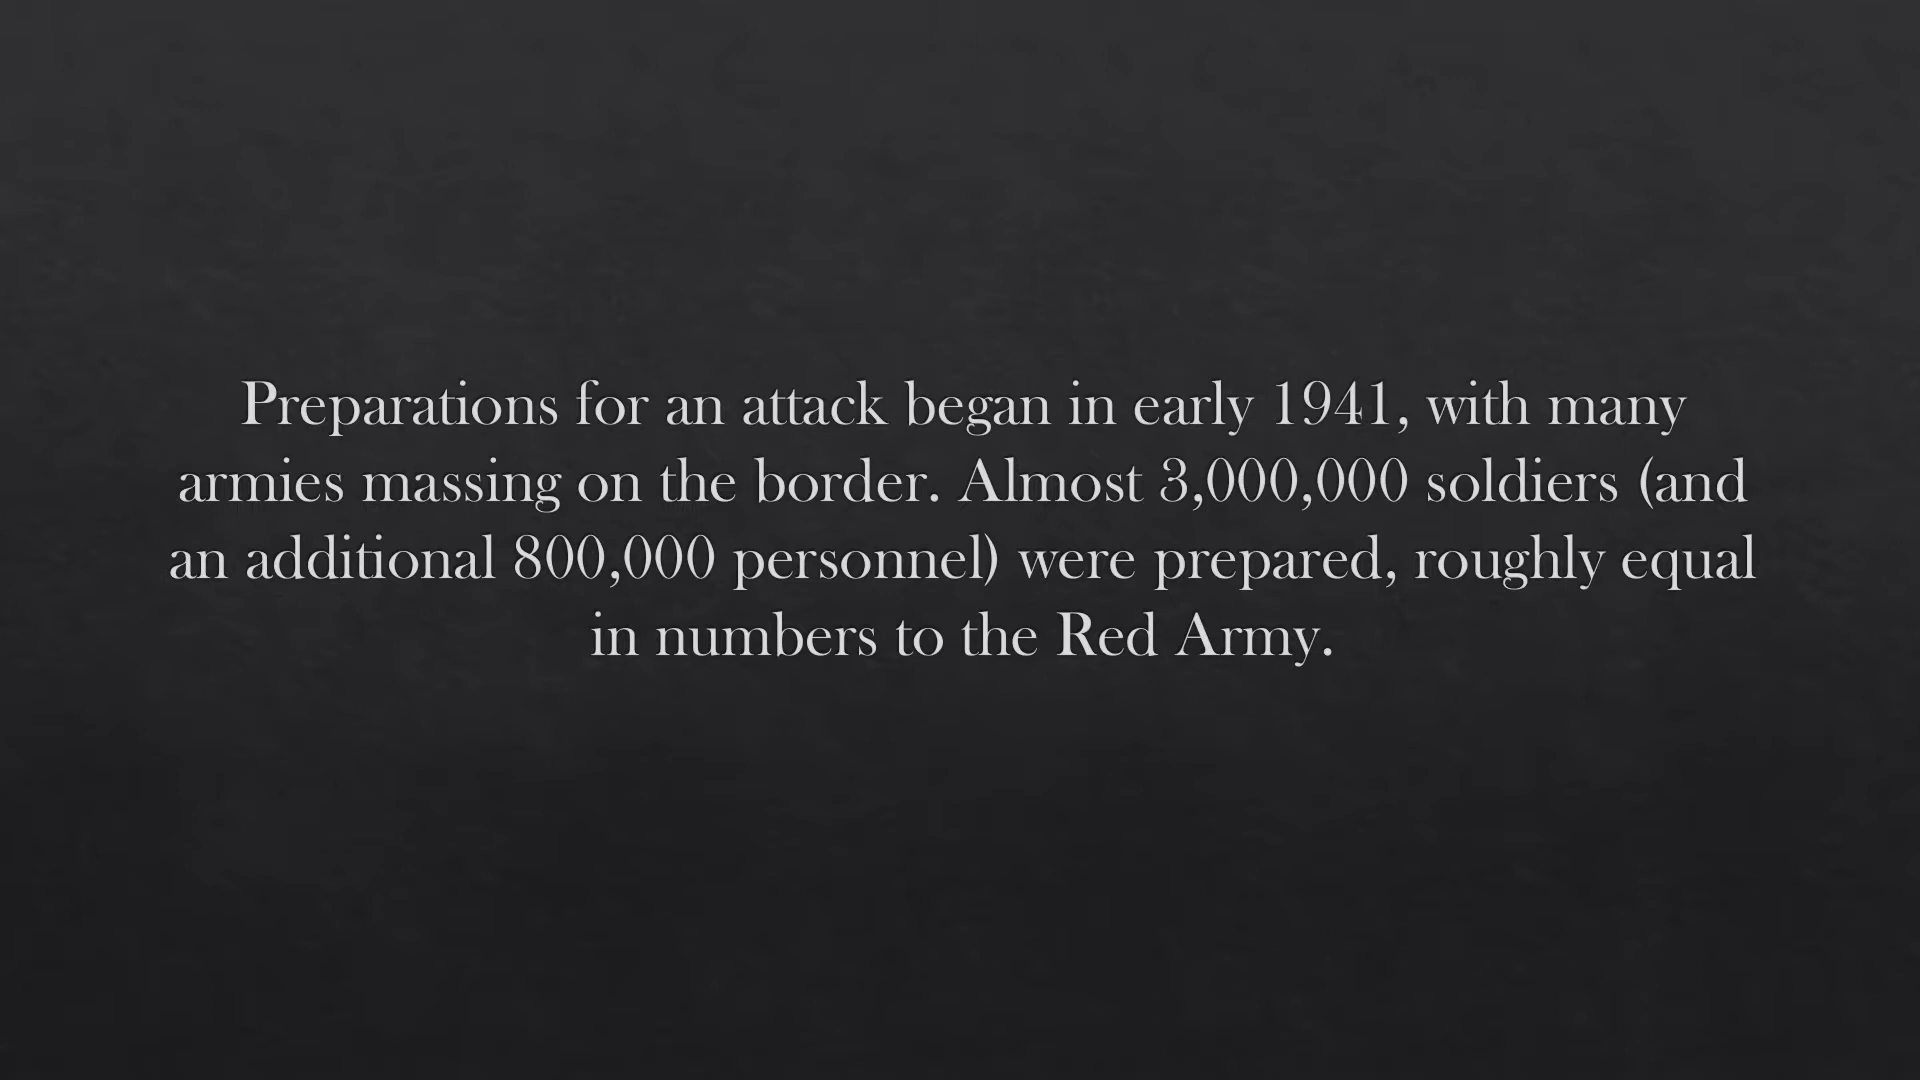 Preparations for an attack began in early 1941, with many
armies massing on the border. Almost 3,000,000 soldiers (and
an additional 800,000 personnel) were prepared, roughly equal
in numbers to the Red Army.